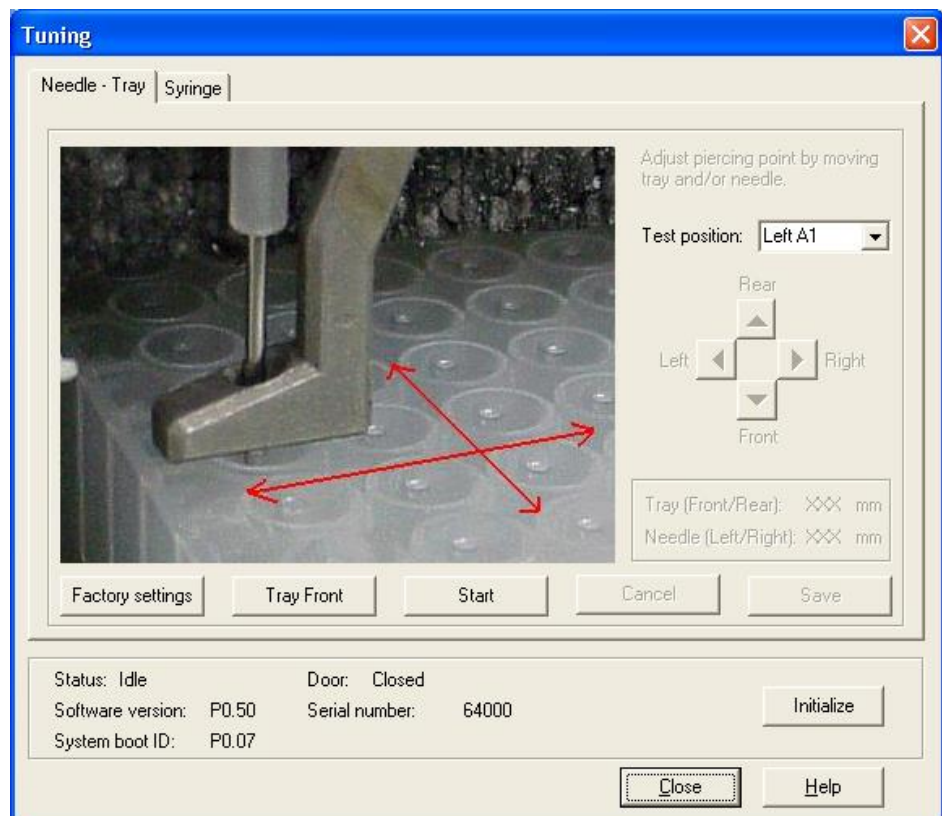 Tuning
Needle - Tray
Syringe
Adjust piercing point by moving
tray and/or needle.
Test position: Left A1
Rear
Left
Right
Front
Tray (Front/Rear): XXX mm
Needle (Left/Right): XXX mm
Factory settings
Tray Front
Start
Cancel
Save
Status: Idle
Door: Closed
Software version: P0.50
Serial number: 64000
System boot ID: P0.07
Initialize
Close
Help